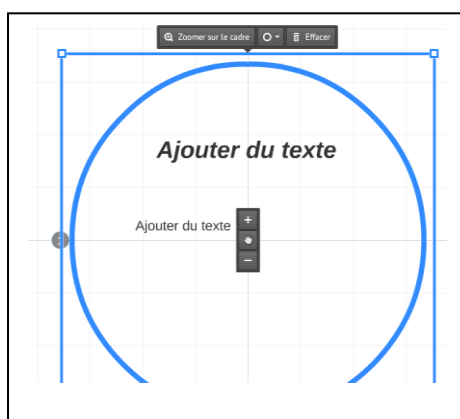 Zoomer sur le cadre Effacer
Ajouter du texte
Ajouter du texte
+
−